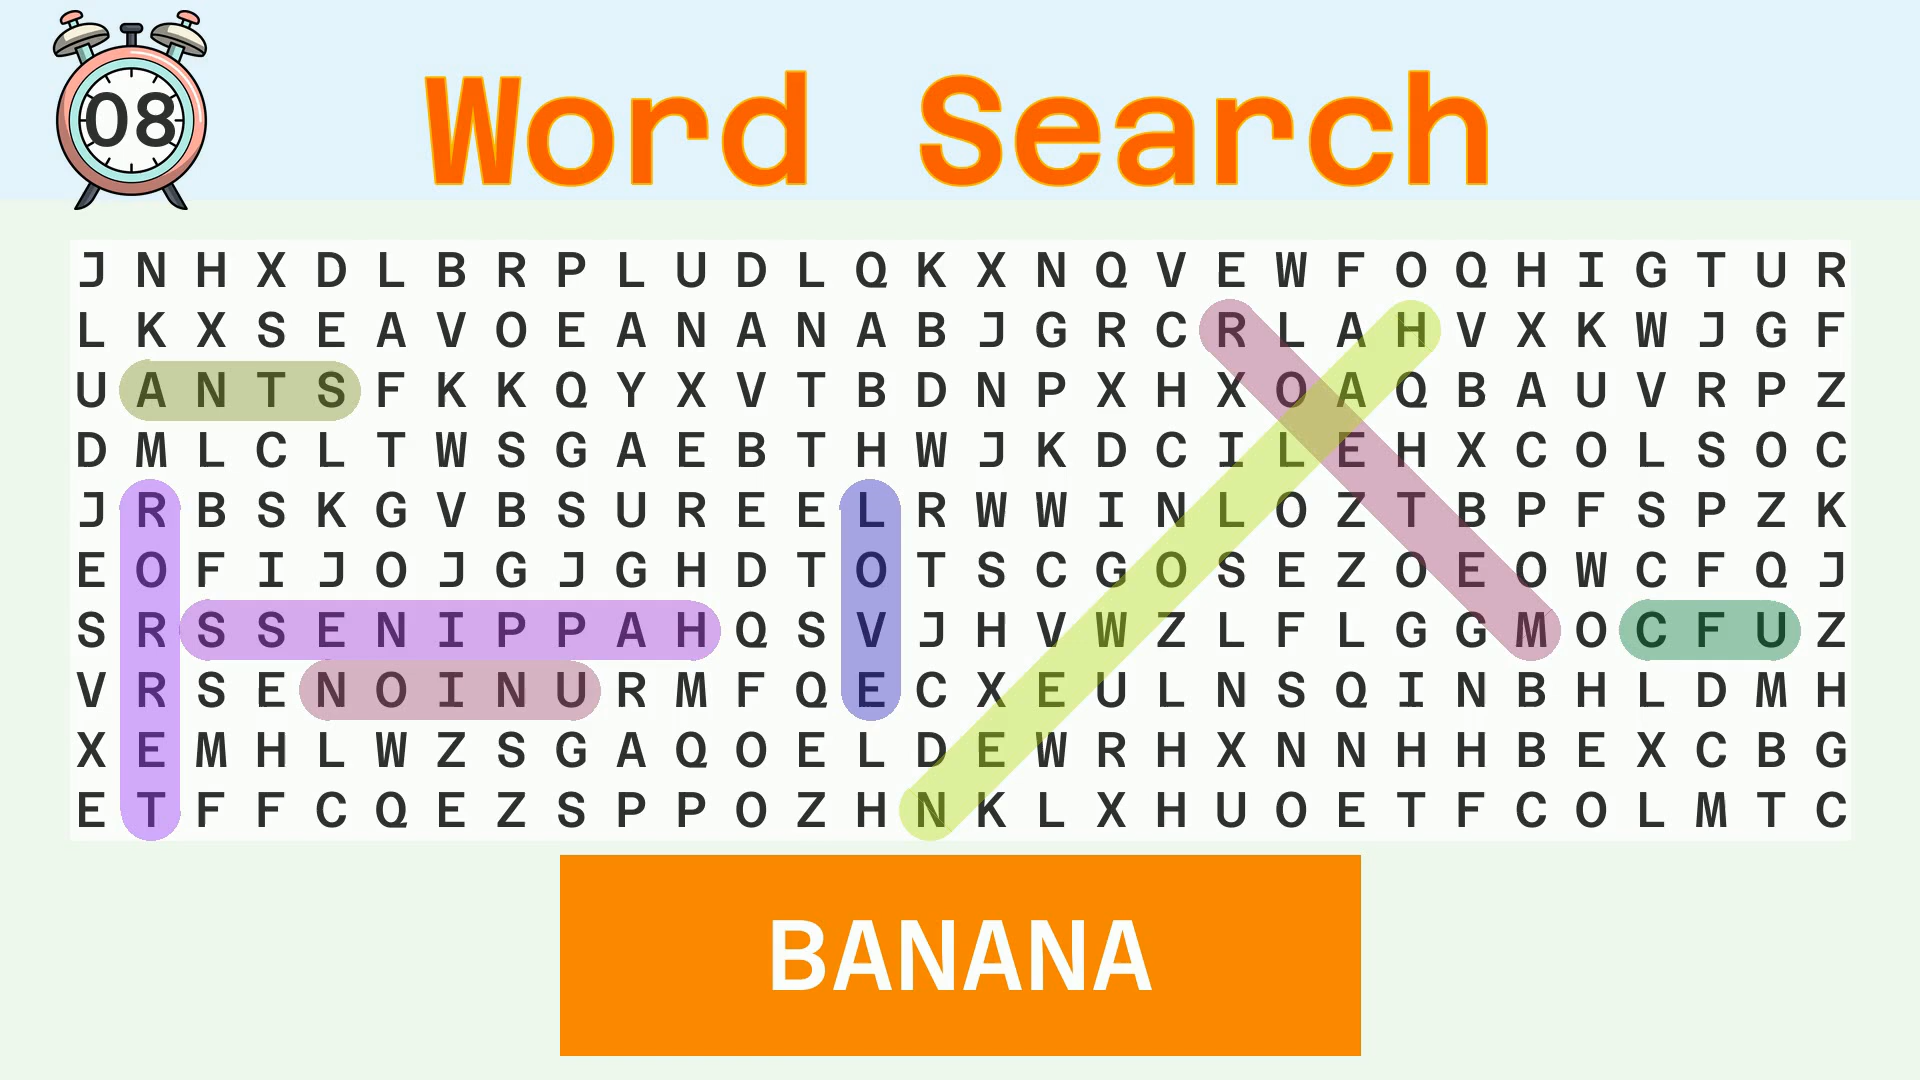 08
Word Search
J N H X D L B R P L U D L Q K X N Q V E W F O Q H I G T U R
L K X S E A V O E A N A N A B J G R C R L A H V X K W J G F
U A N T S F K K Q Y X V T B D N P X H X O A Q B A U V R P Z
D M L C L T W S G A E B T H W J K D C I L E H X C O L S O C
J R B S K G V B S U R E E L R W W I N L O Z T B P F S P Z K
E O F I J O J G J G H D T O T S C G O S E Z O E O W C F Q J
S R S S E N I P P A H Q S V J H V W Z L F L G G M O C F U Z
V R S E N O I N U R M F Q E C X E U L N S Q I N B H L D M H
X E M H L W Z S G A Q O E L D E W R H X N N H H B E X C B G
E T F F C Q E Z S P P O Z H N K L X H U O E T F C O L M T C
BANANA